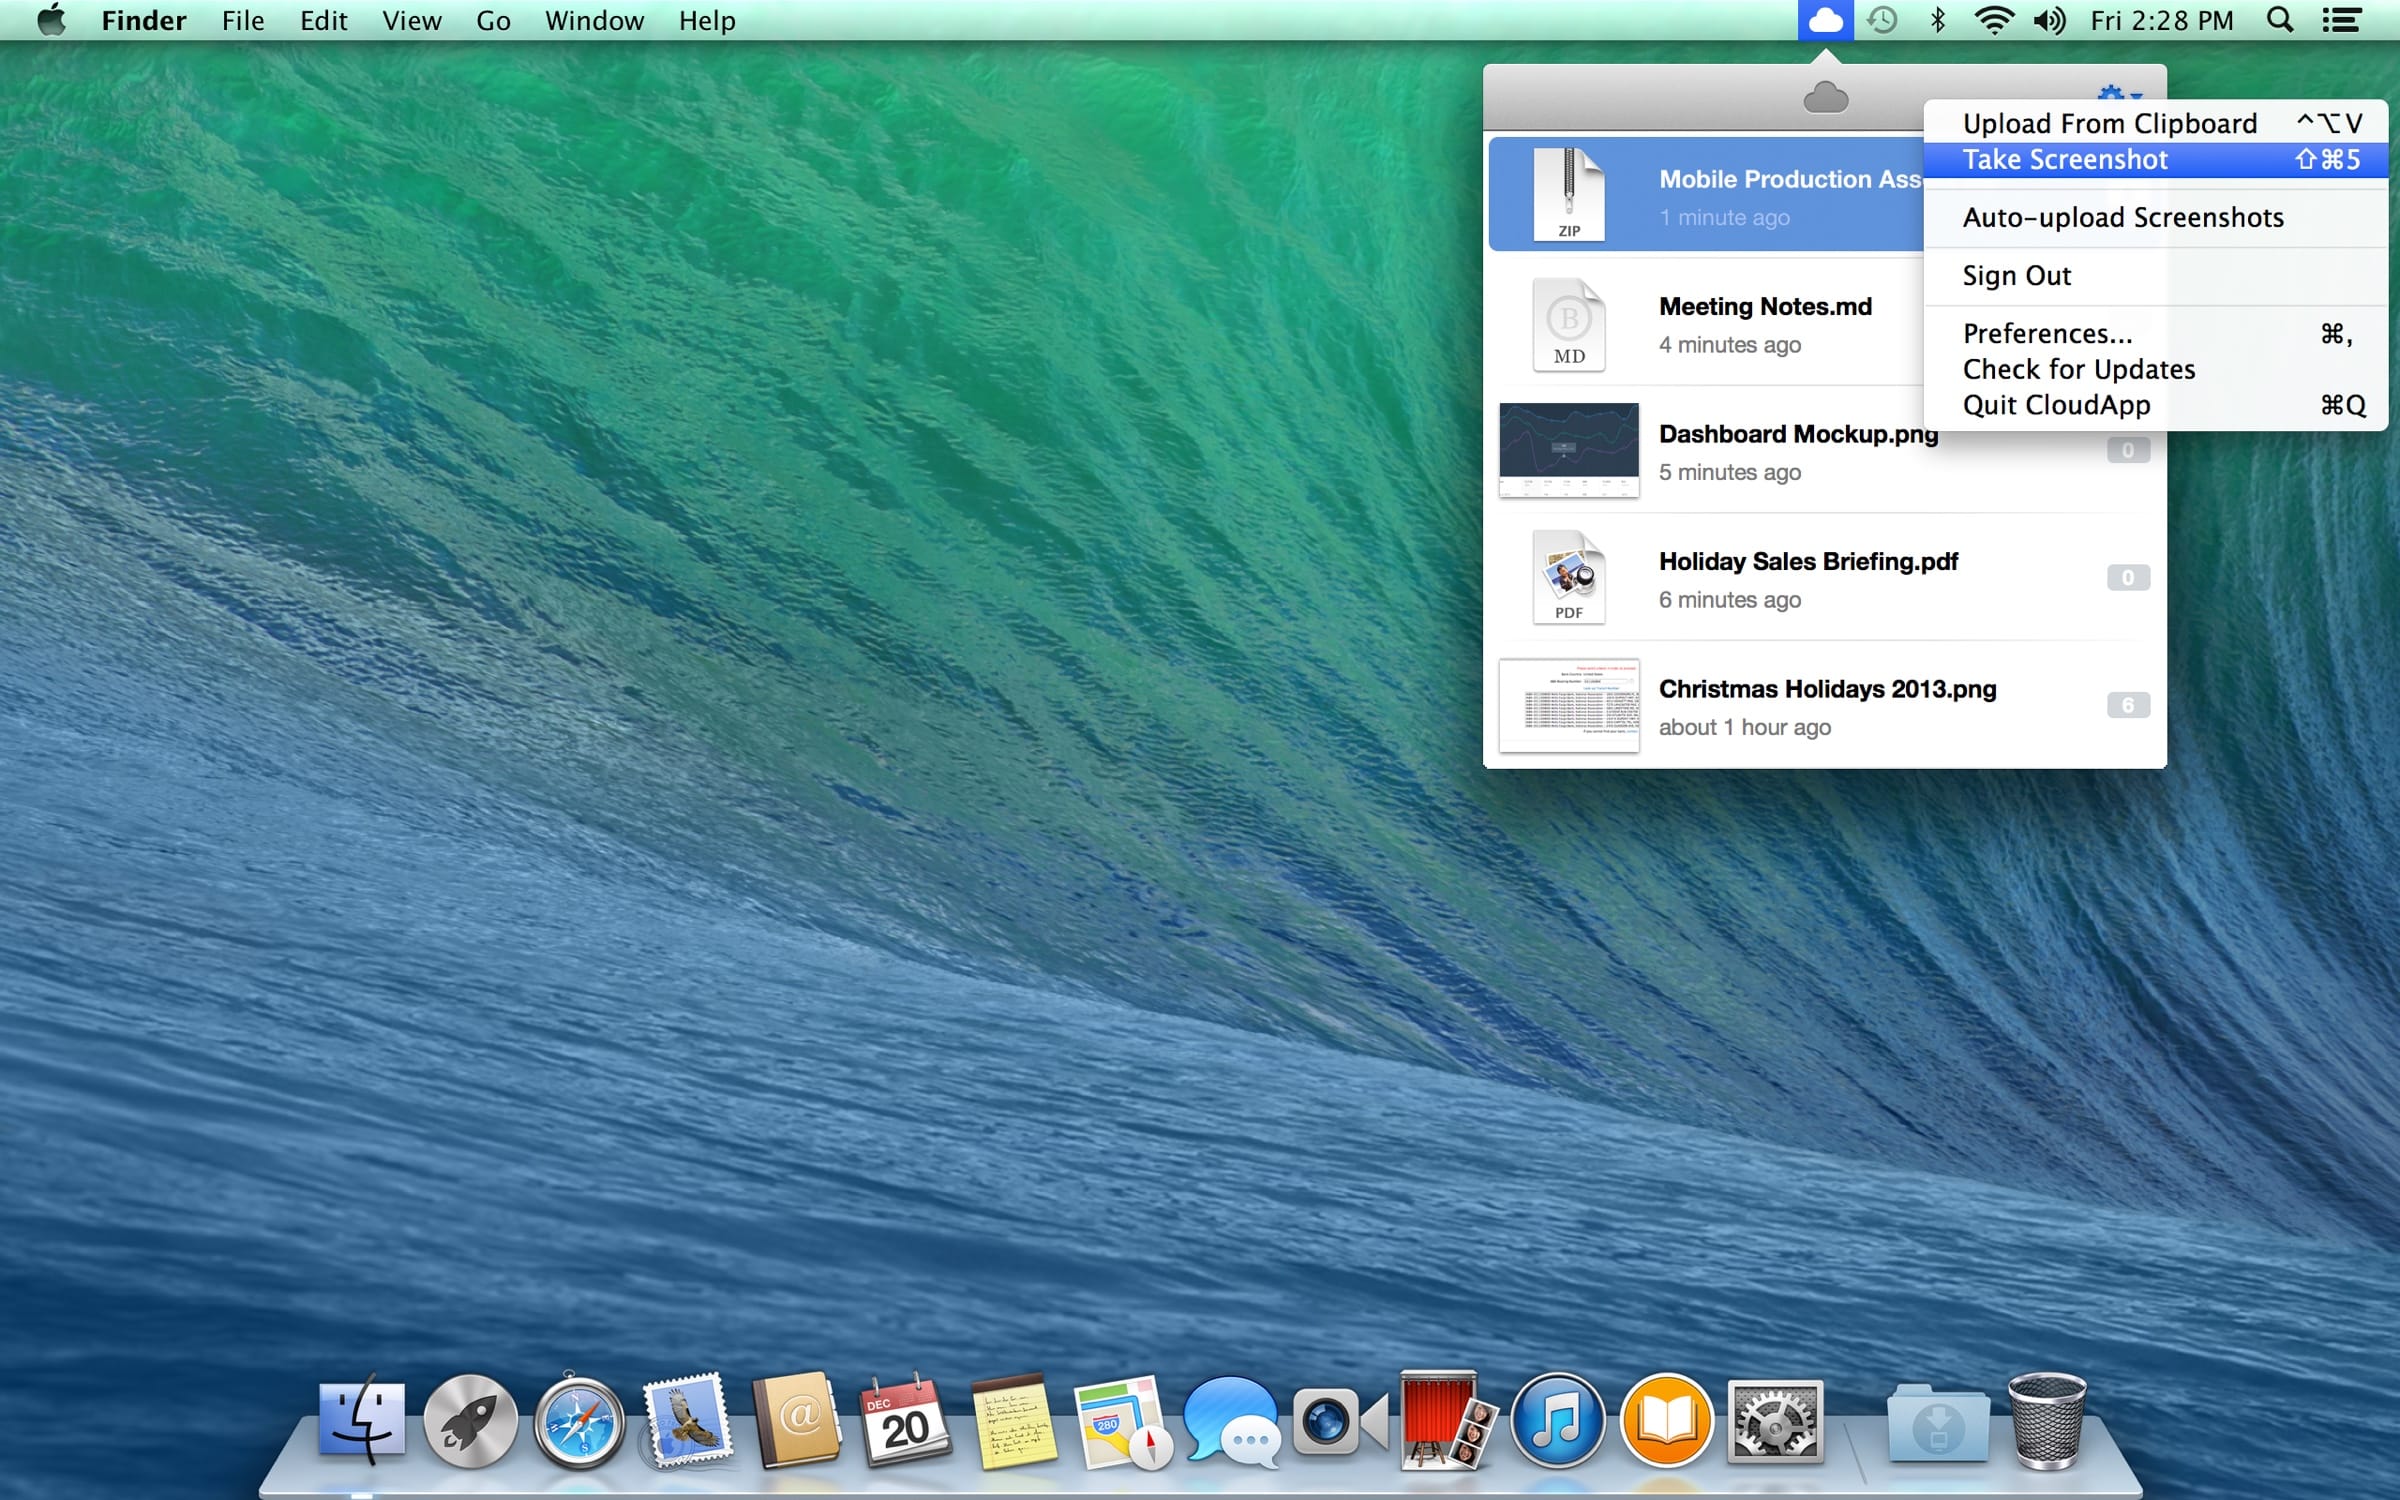 Finder File Edit View Go Window Help Fri 2:28 PM
Upload From Clipboard ^⌥V
Take Screenshot ⇧⌘5
Auto-upload Screenshots
Sign Out
Preferences... ⌘,
Check for Updates
Quit CloudApp ⌘Q
ZIP
Mobile Production Ass
1 minute ago
B
MD
Meeting Notes.md
4 minutes ago
Dashboard Mockup.png
5 minutes ago
0
PDF
Holiday Sales Briefing.pdf
6 minutes ago
0
Christmas Holidays 2013.png
about 1 hour ago
6
@
DEC
20
280